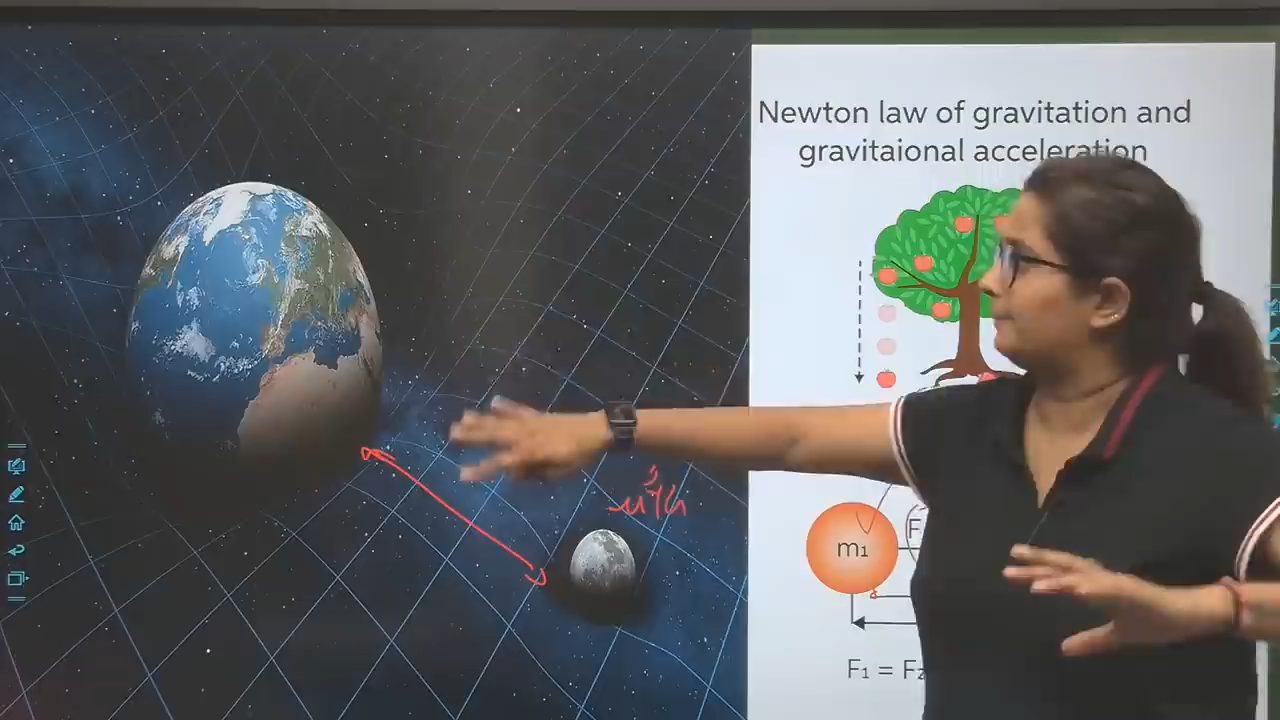 Newton law of gravitation and
gravitaional acceleration
F
m₁
F₁ = F₂